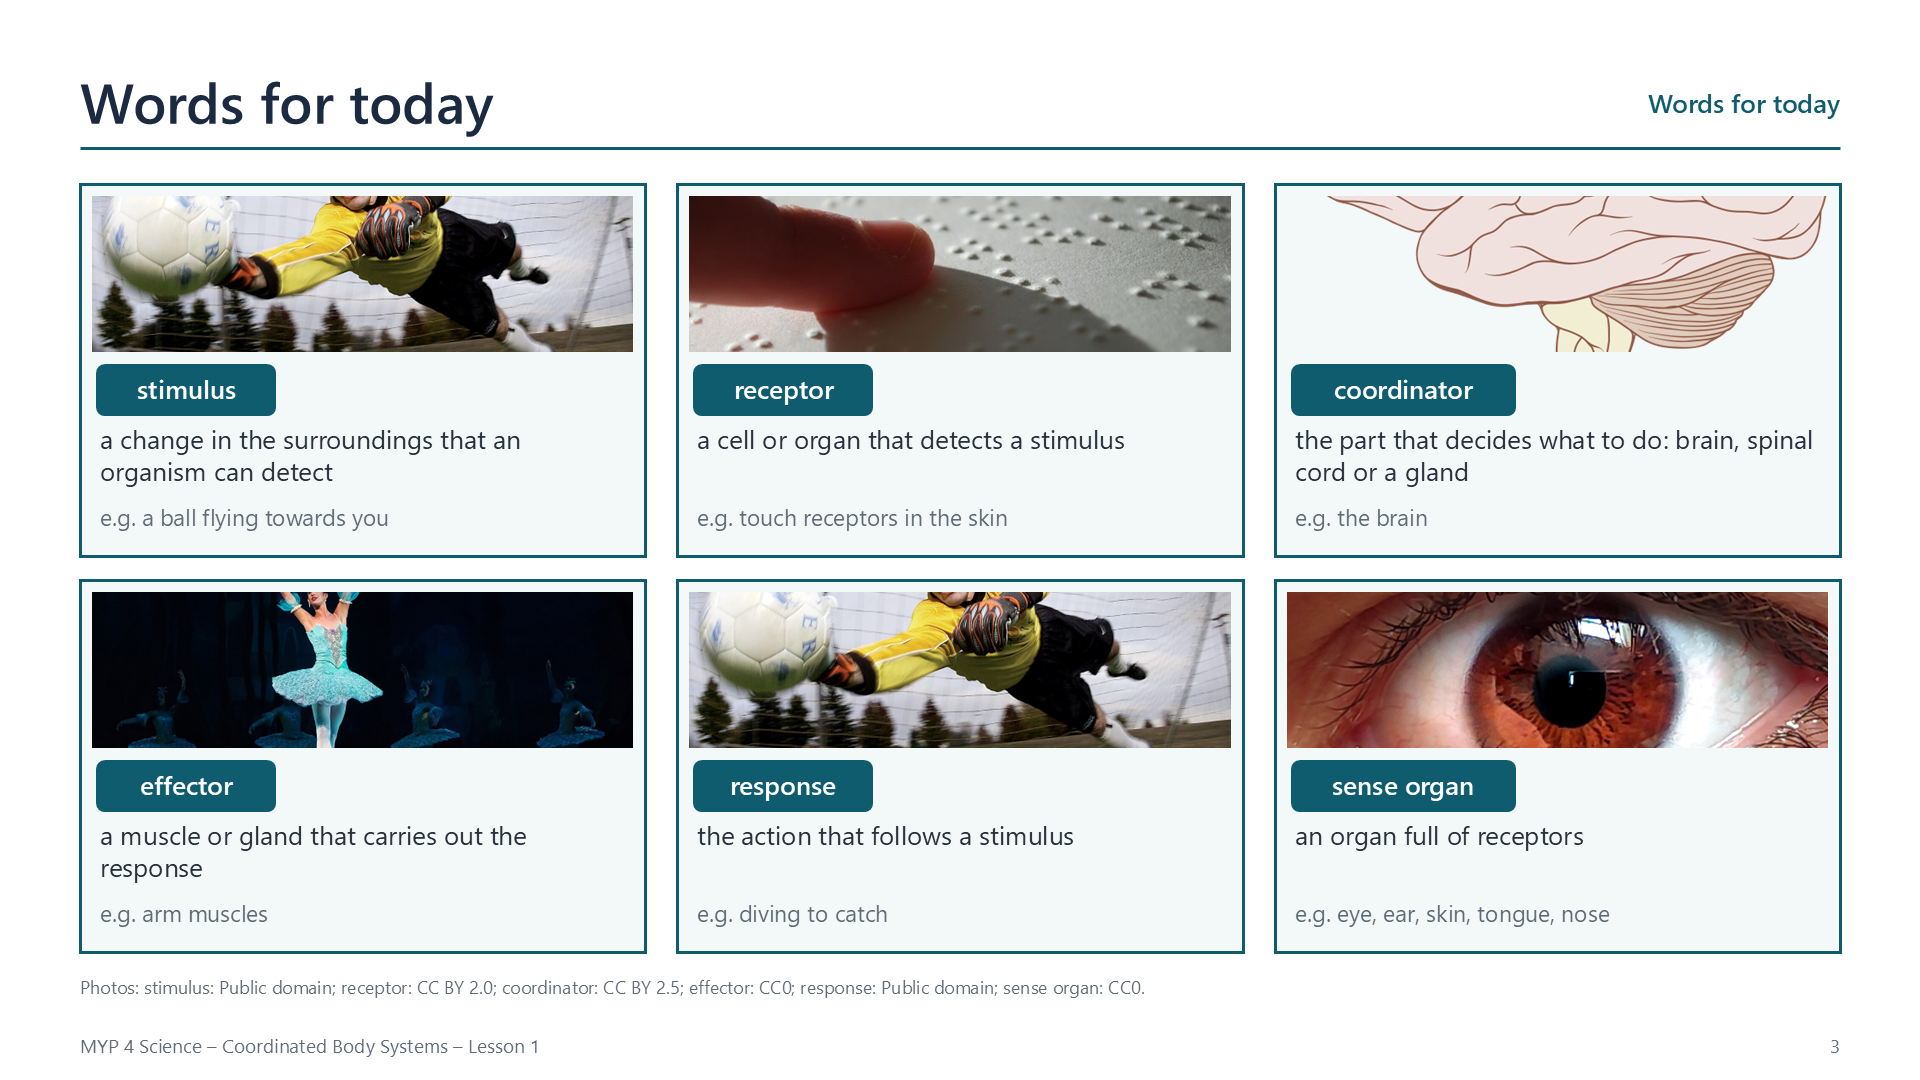 Words for today
Words for today
stimulus
a change in the surroundings that an
organism can detect
e.g. a ball flying towards you
receptor
a cell or organ that detects a stimulus
e.g. touch receptors in the skin
coordinator
the part that decides what to do: brain, spinal
cord or a gland
e.g. the brain
effector
a muscle or gland that carries out the
response
e.g. arm muscles
response
the action that follows a stimulus
e.g. diving to catch
sense organ
an organ full of receptors
e.g. eye, ear, skin, tongue, nose
Photos: stimulus: Public domain; receptor: CC BY 2.0; coordinator: CC BY 2.5; effector: CC0; response: Public domain; sense organ: CC0.
MYP 4 Science – Coordinated Body Systems – Lesson 1
3